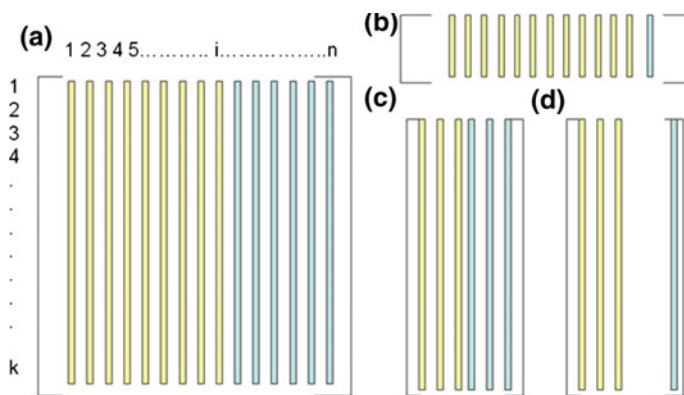 (a)
1 2 3 4 5............ i..................n
1
2
3
4
.
.
.
.
.
.
.
k
(b)
(c)
(d)